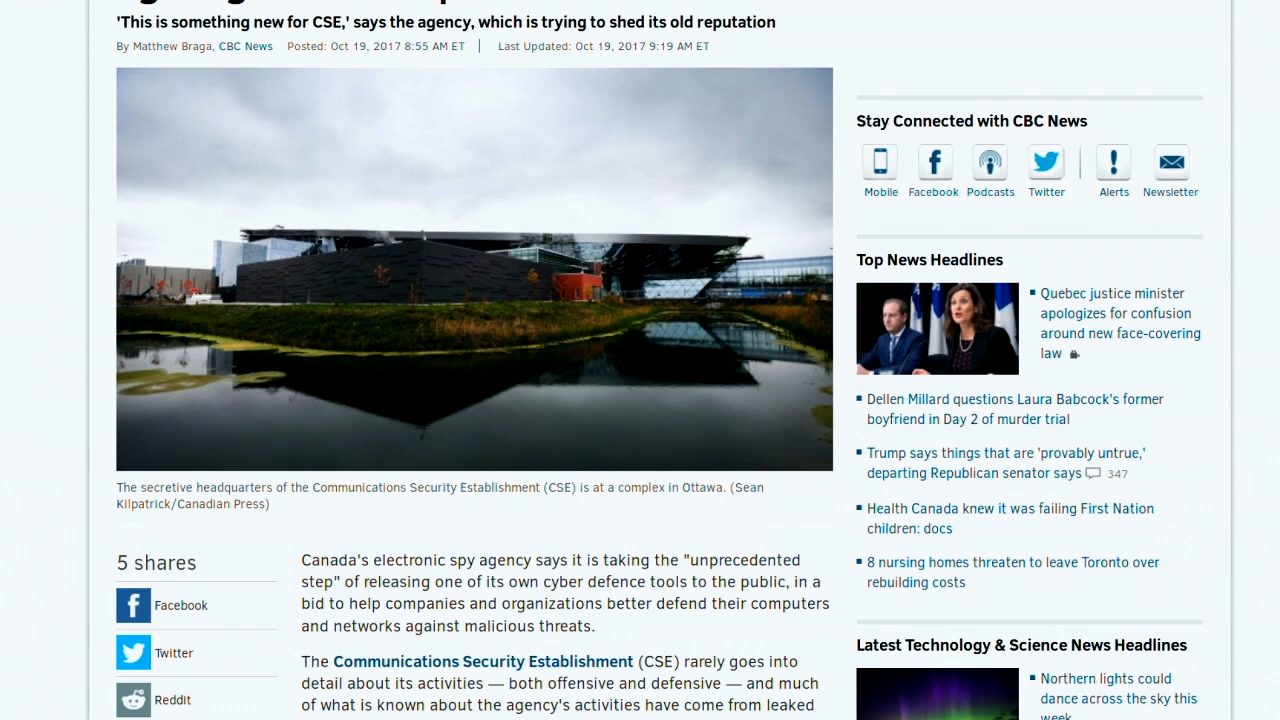 'This is something new for CSE,' says the agency, which is trying to shed its old reputation
By Matthew Braga, CBC News Posted: Oct 19, 2017 8:55 AM ET | Last Updated: Oct 19, 2017 9:19 AM ET
The secretive headquarters of the Communications Security Establishment (CSE) is at a complex in Ottawa. (Sean
Kilpatrick/Canadian Press)
5 shares
Facebook
Twitter
Reddit
Canada's electronic spy agency says it is taking the "unprecedented
step" of releasing one of its own cyber defence tools to the public, in a
bid to help companies and organizations better defend their computers
and networks against malicious threats.
The Communications Security Establishment (CSE) rarely goes into
detail about its activities — both offensive and defensive — and much
of what is known about the agency's activities have come from leaked
Stay Connected with CBC News
Mobile Facebook Podcasts Twitter Alerts Newsletter
Top News Headlines
Quebec justice minister
apologizes for confusion
around new face-covering
law
Dellen Millard questions Laura Babcock's former
boyfriend in Day 2 of murder trial
Trump says things that are 'provably untrue,'
departing Republican senator says 347
Health Canada knew it was failing First Nation
children: docs
8 nursing homes threaten to leave Toronto over
rebuilding costs
Latest Technology & Science News Headlines
Northern lights could
dance across the sky this
week